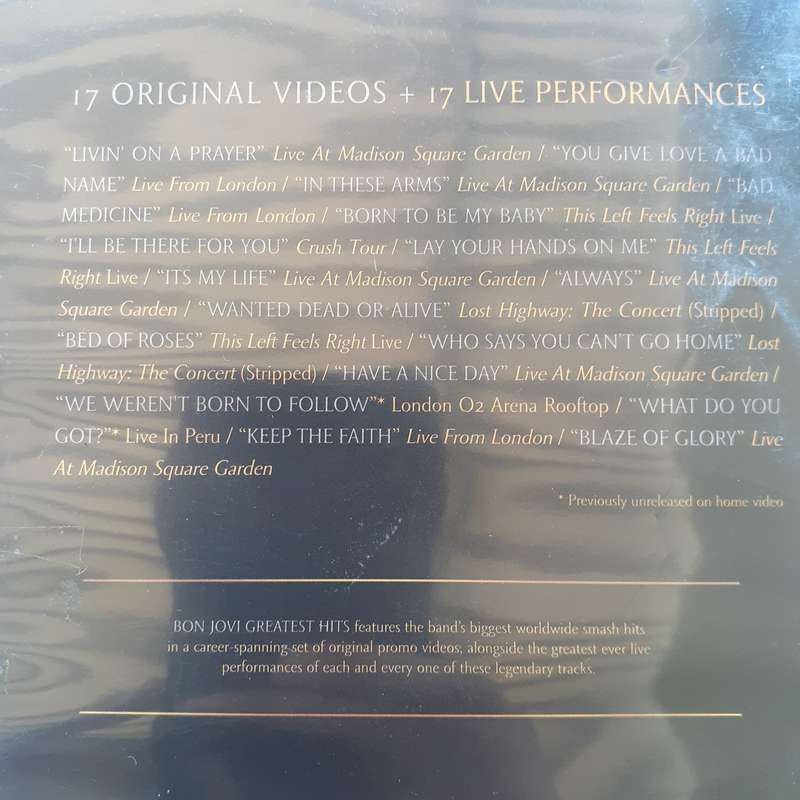 17 ORIGINAL VIDEOS + 17 LIVE PERFORMANCES
“LIVIN' ON A PRAYER” Live At Madison Square Garden / “YOU GIVE LOVE A BAD
NAME” Live From London / “IN THESE ARMS” Live At Madison Square Garden / “BAD
MEDICINE” Live From London / “BORN TO BE MY BABY” This Left Feels Right Live /
“I'LL BE THERE FOR YOU” Crush Tour / “LAY YOUR HANDS ON ME” This Left Feels
Right Live / “ITS MY LIFE” Live At Madison Square Garden / “ALWAYS” Live At Madison
Square Garden / “WANTED DEAD OR ALIVE” Lost Highway: The Concert (Stripped) /
“BED OF ROSES” This Left Feels Right Live / “WHO SAYS YOU CAN'T GO HOME” Lost
Highway: The Concert (Stripped) / “HAVE A NICE DAY” Live At Madison Square Garden /
“WE WEREN'T BORN TO FOLLOW”* London O2 Arena Rooftop / “WHAT DO YOU
GOT?”* Live In Peru / “KEEP THE FAITH” Live From London / “BLAZE OF GLORY” Live
At Madison Square Garden
* Previously unreleased on home video
BON JOVI GREATEST HITS features the band's biggest worldwide smash hits
in a career-spanning set of original promo videos, alongside the greatest ever live
performances of each and every one of these legendary tracks.